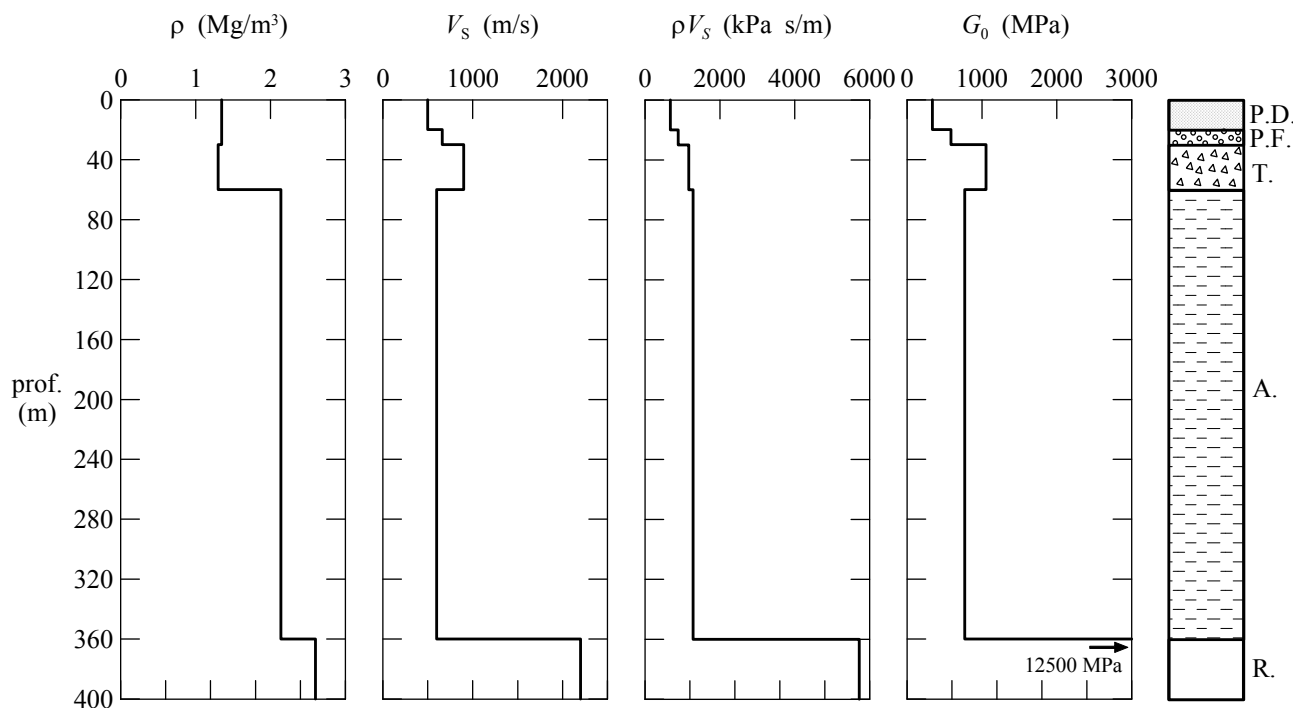 ρ (Mg/m³)
V_S (m/s)
ρV_S (kPa s/m)
G_0 (MPa)
0 1 2 3
0 1000 2000
0 2000 4000 6000
0 1000 2000 3000
0
40
80
120
160
200
240
280
320
360
400
prof.
(m)
P.D.
P.F.
T.
A.
R.
12500 MPa